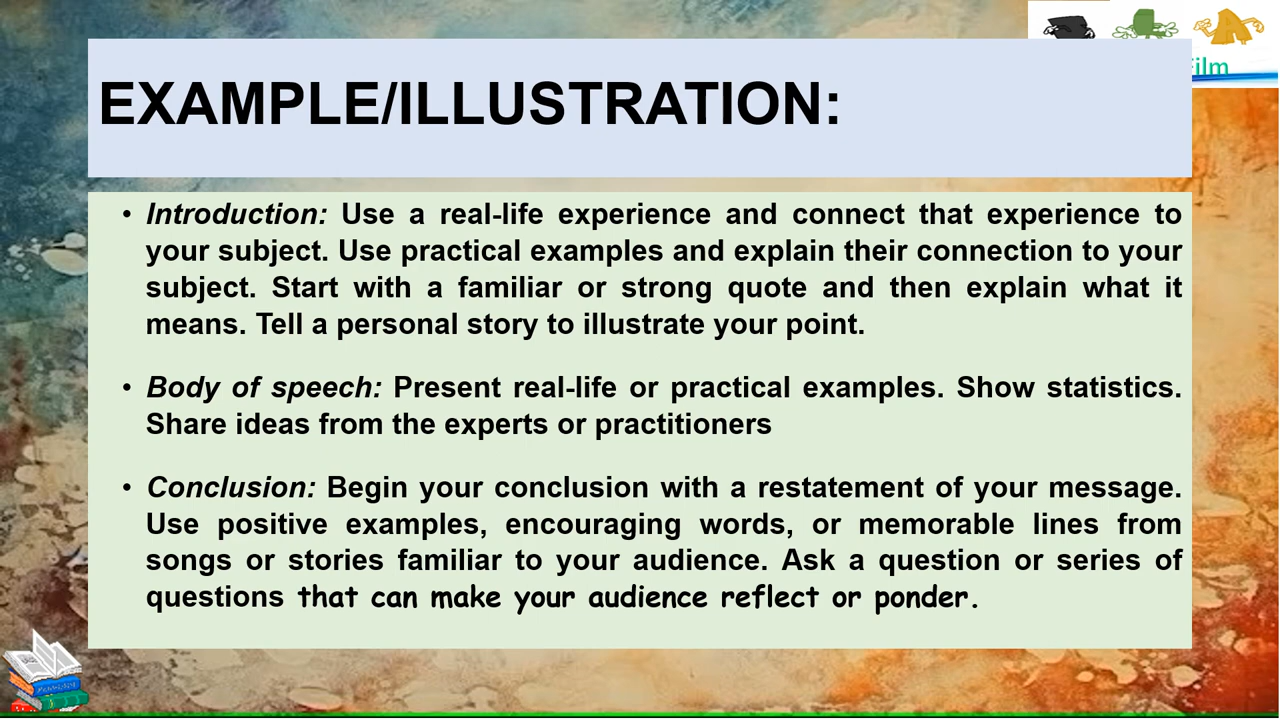 ilm
EXAMPLE/ILLUSTRATION:
• Introduction: Use a real-life experience and connect that experience to
your subject. Use practical examples and explain their connection to your
subject. Start with a familiar or strong quote and then explain what it
means. Tell a personal story to illustrate your point.
• Body of speech: Present real-life or practical examples. Show statistics.
Share ideas from the experts or practitioners
• Conclusion: Begin your conclusion with a restatement of your message.
Use positive examples, encouraging words, or memorable lines from
songs or stories familiar to your audience. Ask a question or series of
questions that can make your audience reflect or ponder.